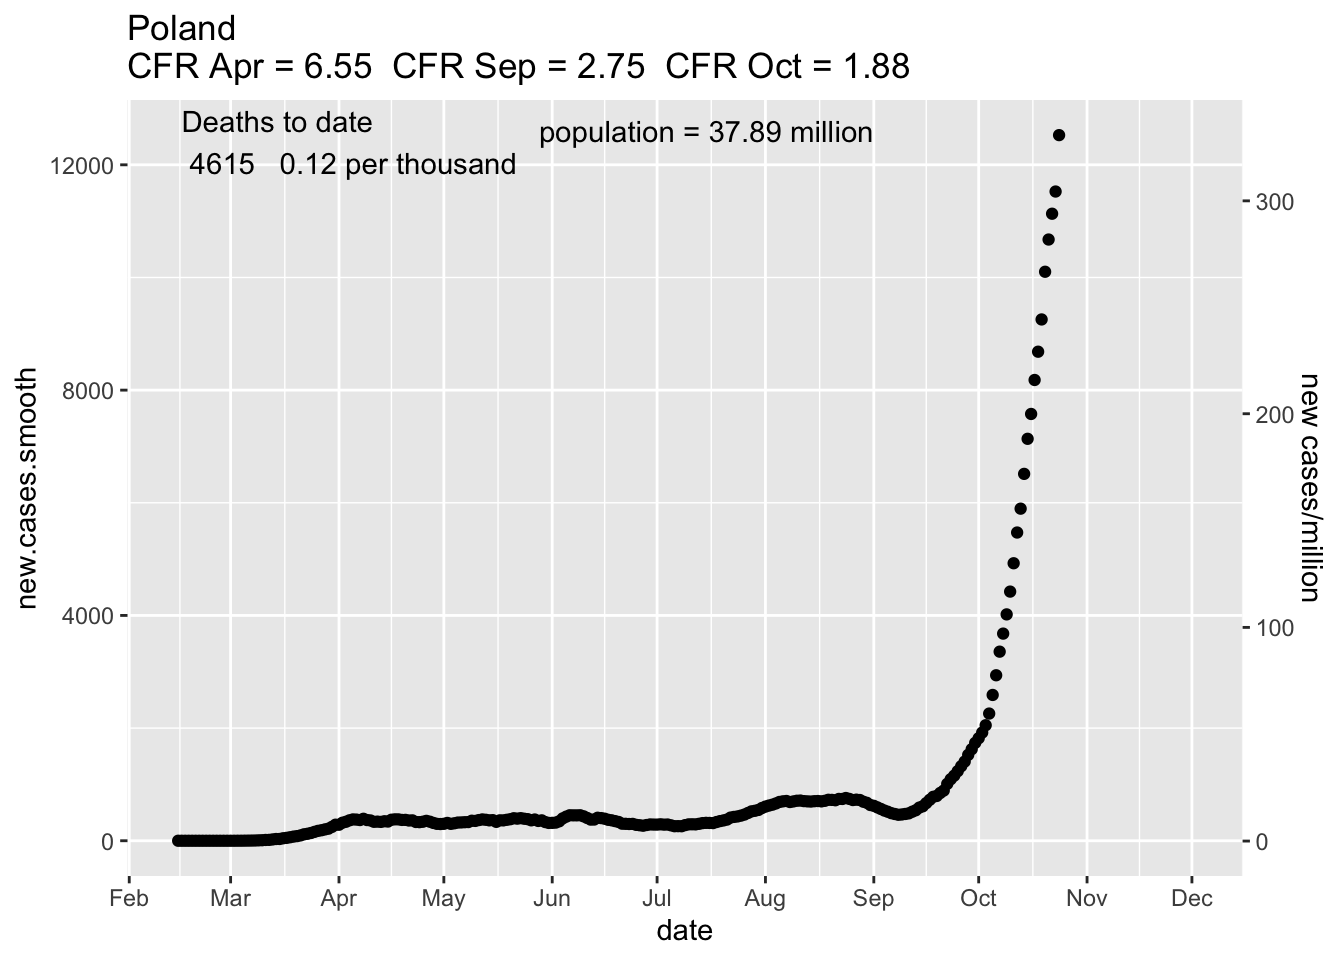 Poland
CFR Apr = 6.55  CFR Sep = 2.75  CFR Oct = 1.88
Deaths to date
4615   0.12 per thousand
population = 37.89 million
12000
8000
4000
0
new.cases.smooth
300
200
100
0
new cases/million
Feb Mar Apr May Jun Jul Aug Sep Oct Nov Dec
date